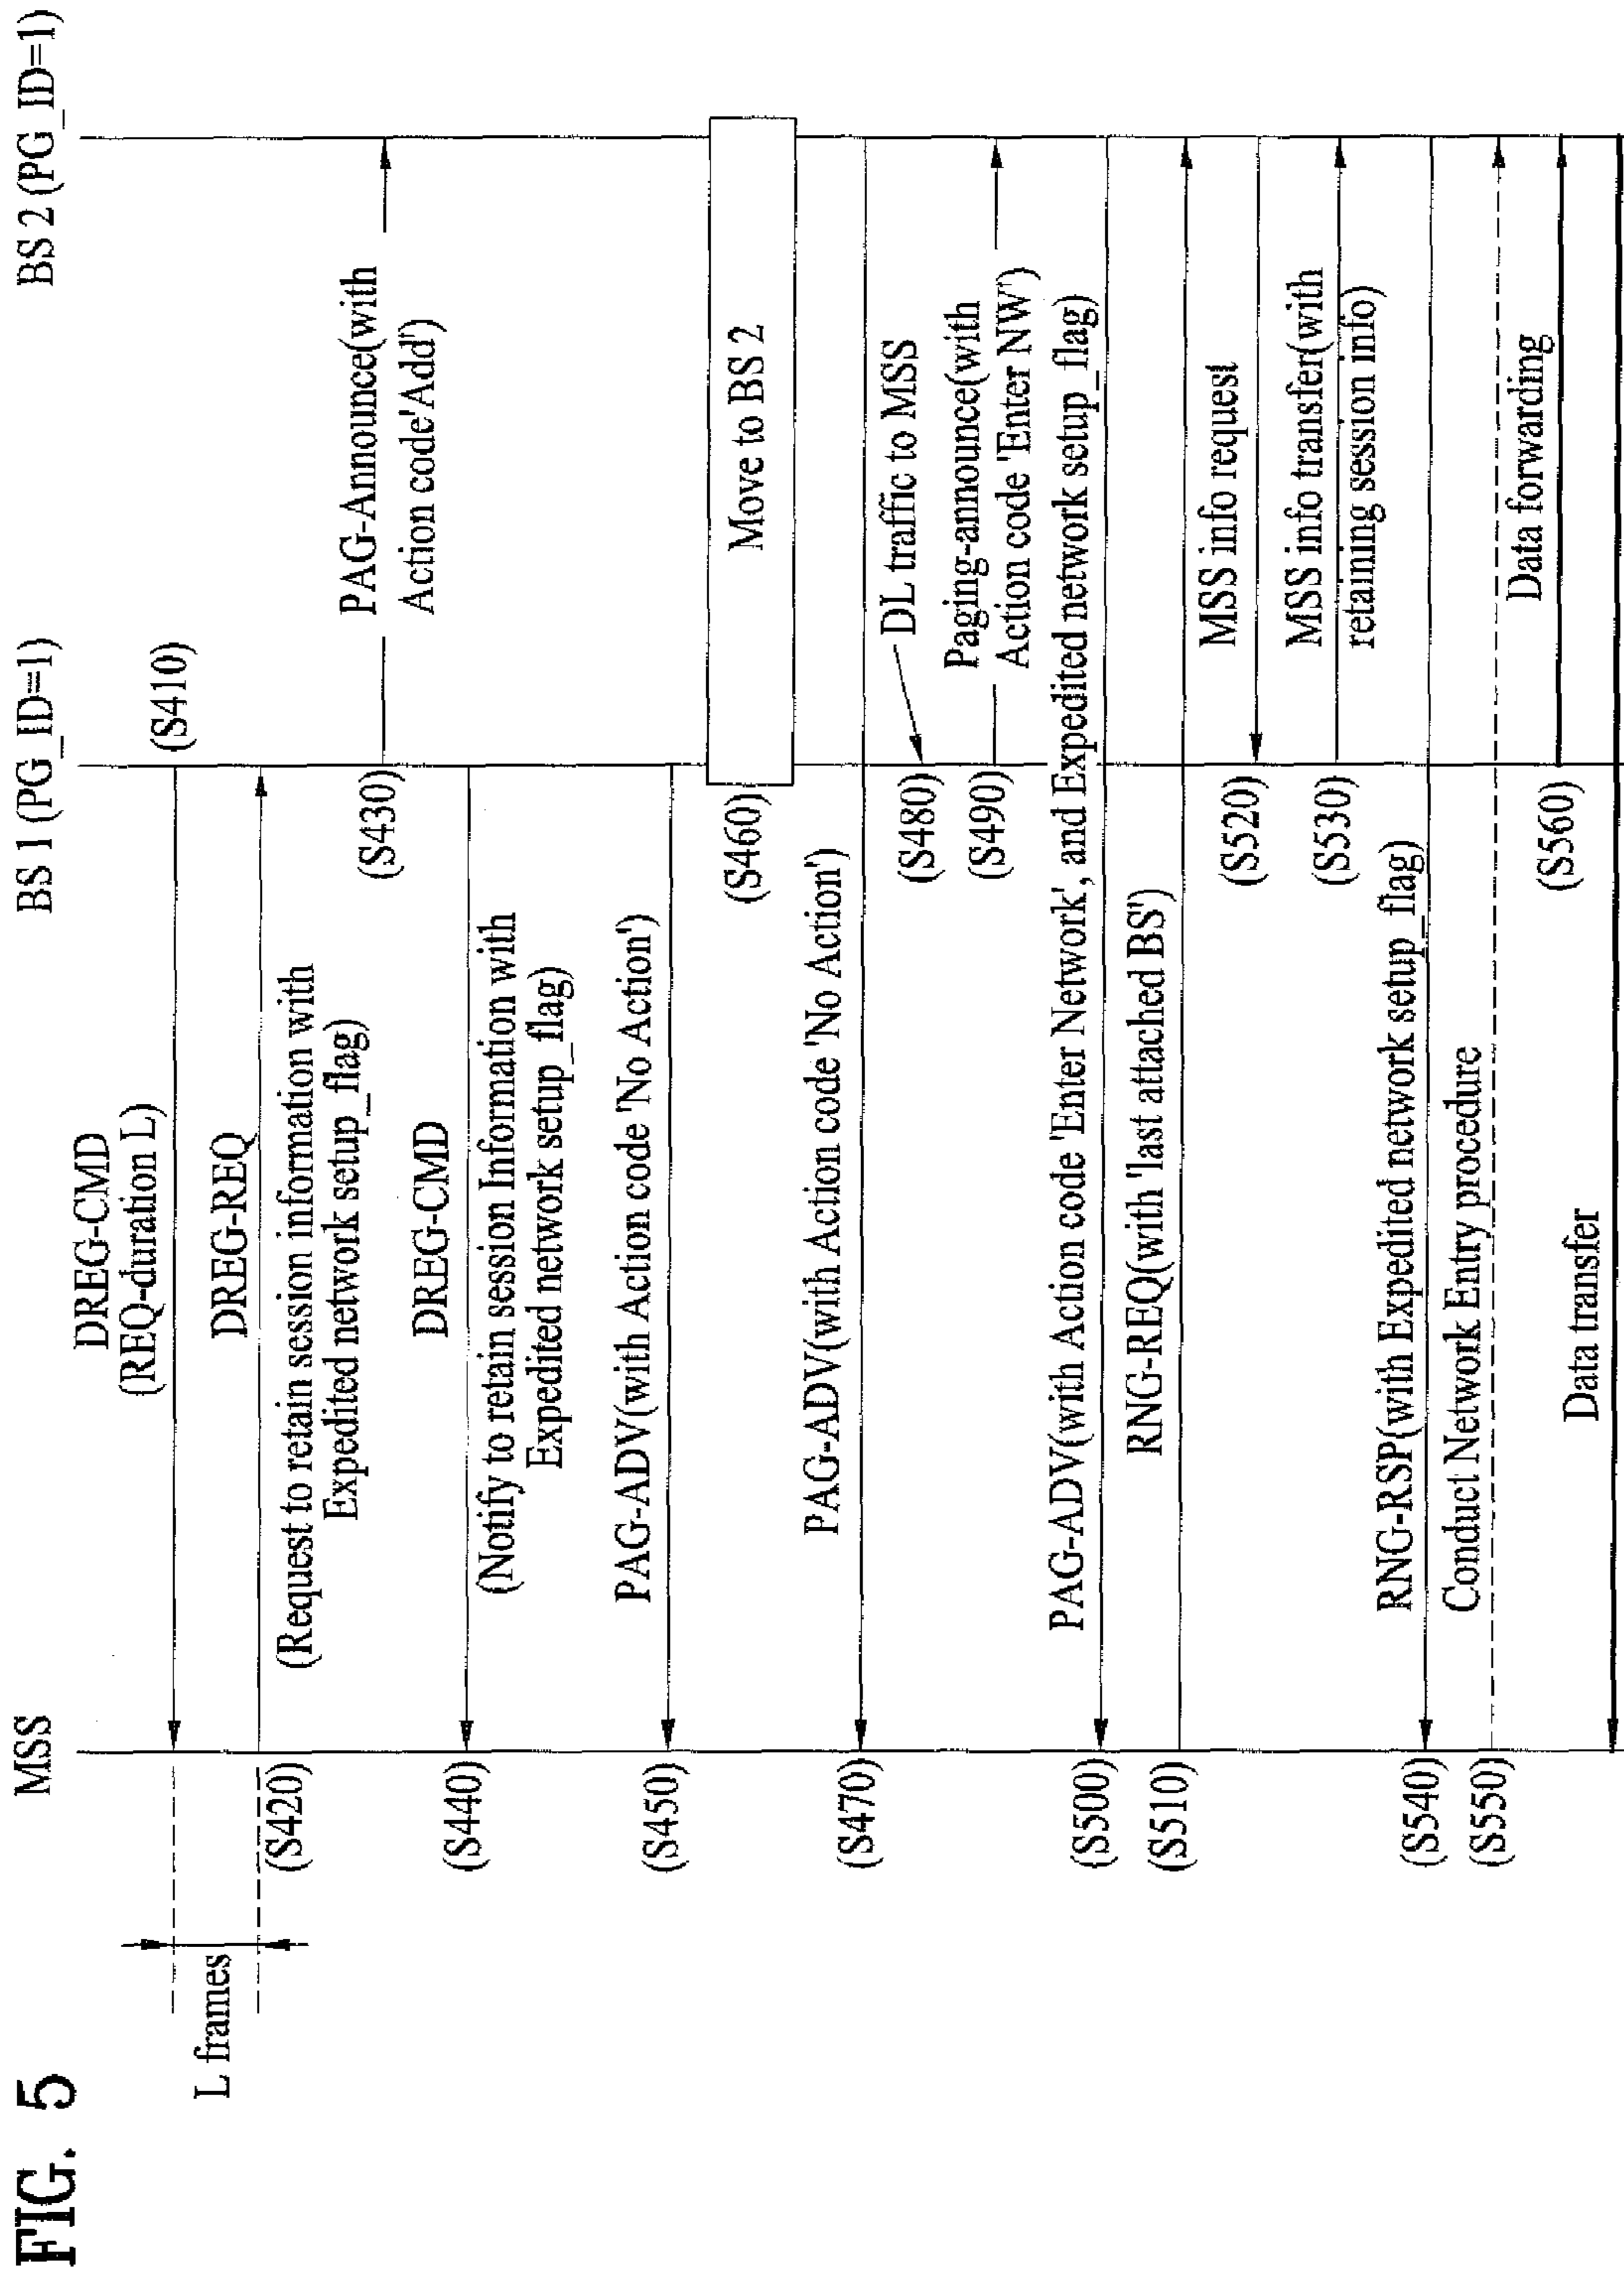 FIG. 5
MSS
BS 1 (PG_ID=1)
BS 2 (PG_ID=1)
L frames
DREG-CMD
(REQ-duration L)
(S410)
DREG-REQ
(S420)
(Request to retain session information with
Expedited network setup_flag)
(S430)
PAG-Announce(with
Action code'Add')
DREG-CMD
(S440)
(Notify to retain session Information with
Expedited network setup_flag)
PAG-ADV(with Action code 'No Action')
(S450)
Move to BS 2
(S460)
PAG-ADV(with Action code 'No Action')
(S470)
DL traffic to MSS
(S480)
Paging-announce(with
Action code 'Enter NW')
(S490)
PAG-ADV(with Action code 'Enter Network', and Expedited network setup_flag)
(S500)
RNG-REQ(with 'last attached BS')
(S510)
MSS info request
(S520)
MSS info transfer(with
retaining session info)
(S530)
RNG-RSP(with Expedited network setup_flag)
(S540)
Conduct Network Entry procedure
(S550)
Data forwarding
(S560)
Data transfer